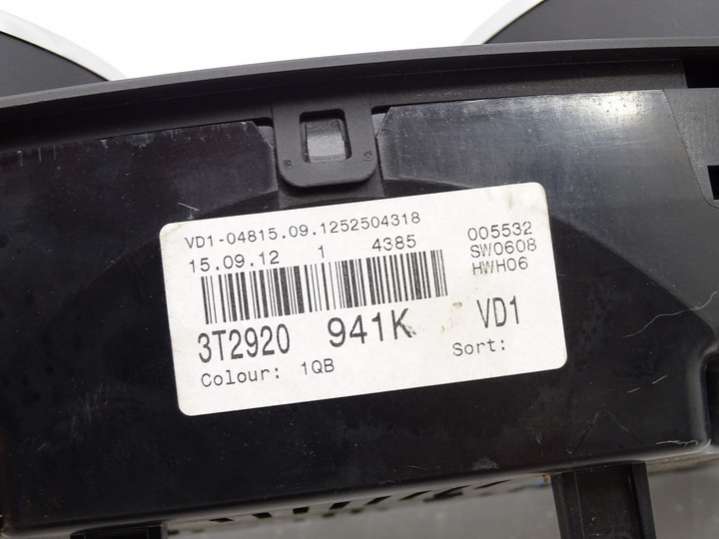 VD1-04815.09.1252504318
15.09.12 1 4385 005532
SW0608
HWH06
3T2920 941K VD1
Colour: 1QB Sort: